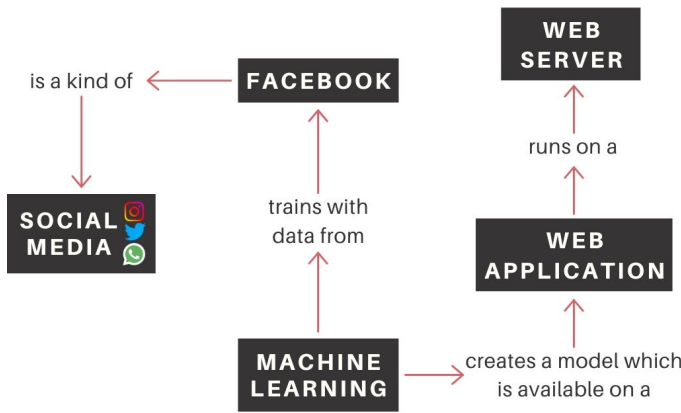 WEB
SERVER
is a kind of
FACEBOOK
runs on a
SOCIAL
MEDIA
trains with
data from
WEB
APPLICATION
MACHINE
LEARNING
creates a model which
is available on a